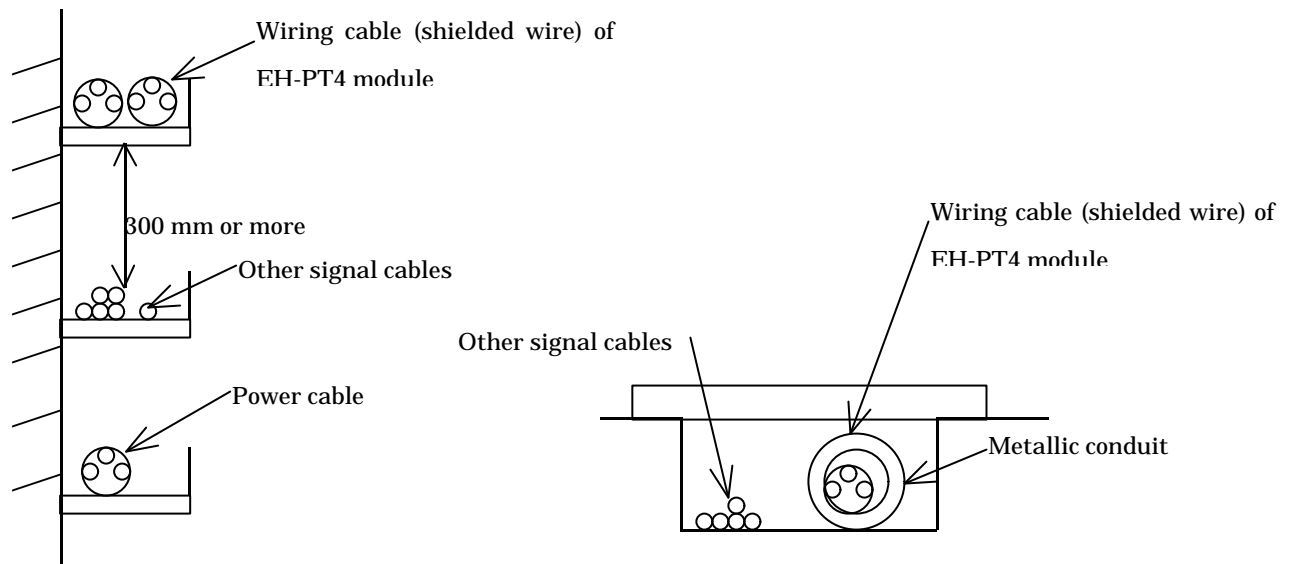 Wiring cable (shielded wire) of
EH-PT4 module
300 mm or more
Other signal cables
Power cable
Wiring cable (shielded wire) of
EH-PT4 module
Other signal cables
Metallic conduit